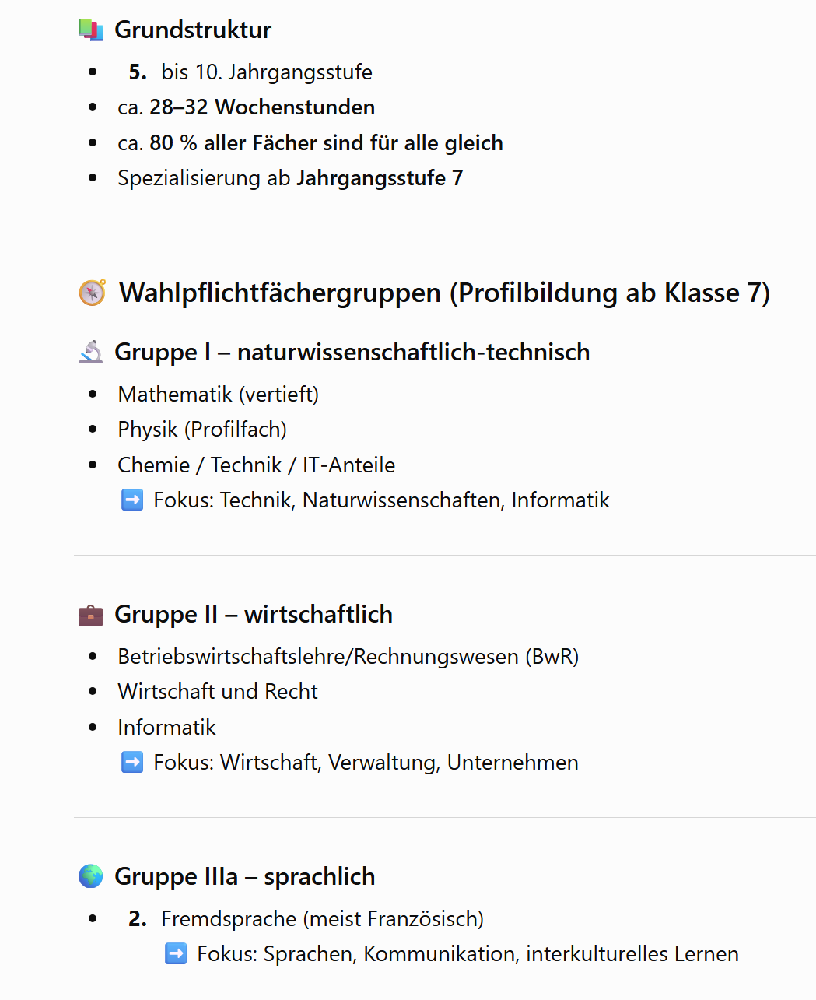 Grundstruktur
• 5. bis 10. Jahrgangsstufe
• ca. 28–32 Wochenstunden
• ca. 80 % aller Fächer sind für alle gleich
• Spezialisierung ab Jahrgangsstufe 7
Wahlpflichtfächergruppen (Profilbildung ab Klasse 7)
Gruppe I – naturwissenschaftlich-technisch
• Mathematik (vertieft)
• Physik (Profilfach)
• Chemie / Technik / IT-Anteile
➡ Fokus: Technik, Naturwissenschaften, Informatik
Gruppe II – wirtschaftlich
• Betriebswirtschaftslehre/Rechnungswesen (BwR)
• Wirtschaft und Recht
• Informatik
➡ Fokus: Wirtschaft, Verwaltung, Unternehmen
Gruppe IIIa – sprachlich
• 2. Fremdsprache (meist Französisch)
➡ Fokus: Sprachen, Kommunikation, interkulturelles Lernen